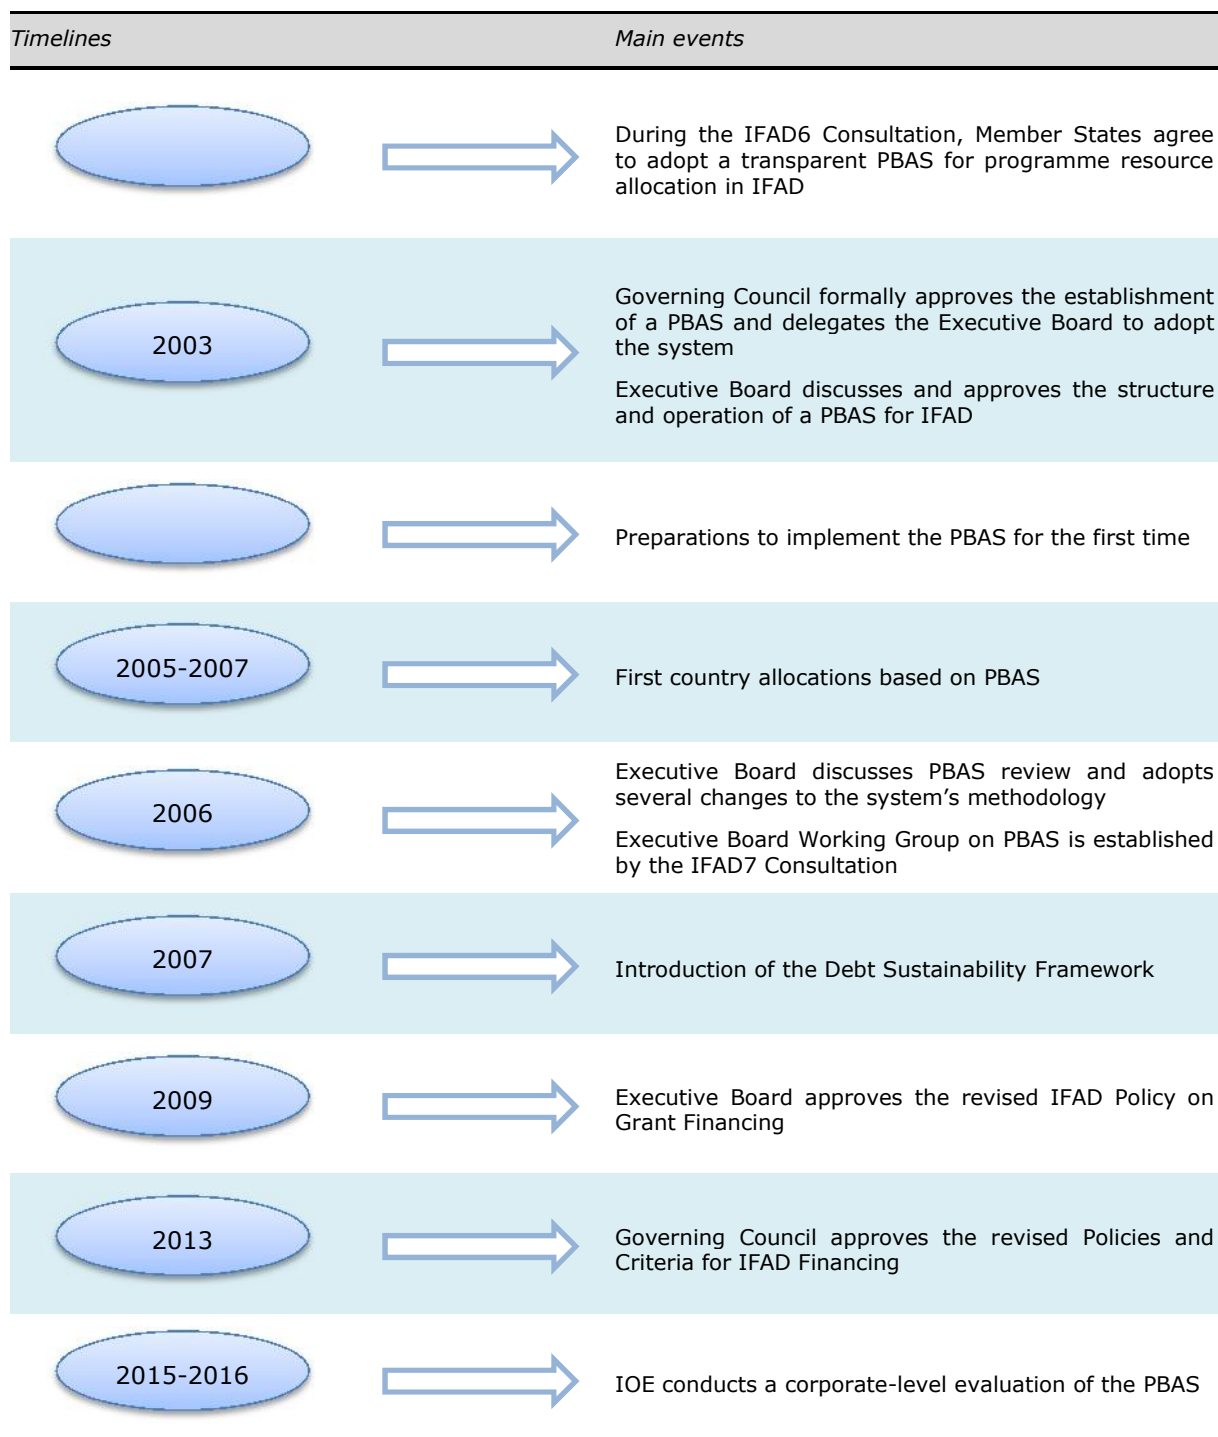 Timelines Main events
During the IFAD6 Consultation, Member States agree
to adopt a transparent PBAS for programme resource
allocation in IFAD
2003
Governing Council formally approves the establishment
of a PBAS and delegates the Executive Board to adopt
the system
Executive Board discusses and approves the structure
and operation of a PBAS for IFAD
Preparations to implement the PBAS for the first time
2005-2007
First country allocations based on PBAS
2006
Executive Board discusses PBAS review and adopts
several changes to the system’s methodology
Executive Board Working Group on PBAS is established
by the IFAD7 Consultation
2007
Introduction of the Debt Sustainability Framework
2009
Executive Board approves the revised IFAD Policy on
Grant Financing
2013
Governing Council approves the revised Policies and
Criteria for IFAD Financing
2015-2016
IOE conducts a corporate-level evaluation of the PBAS